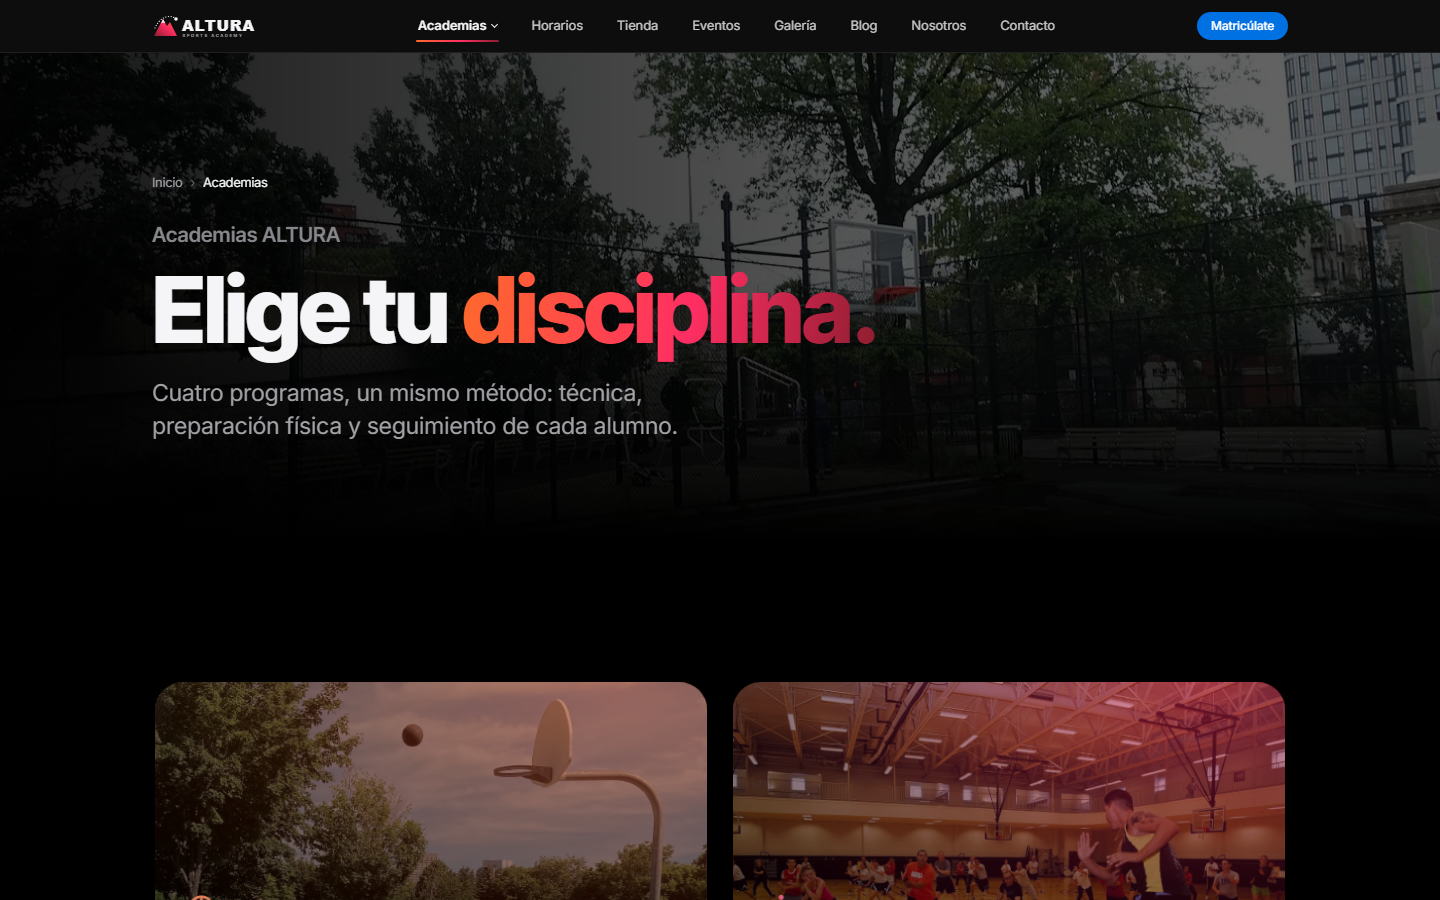 ALTURA
SPORTS ACADEMY
Academias
Horarios
Tienda
Eventos
Galería
Blog
Nosotros
Contacto
Matricúlate
Inicio › Academias
Academias ALTURA
Elige tu disciplina.
Cuatro programas, un mismo método: técnica,
preparación física y seguimiento de cada alumno.